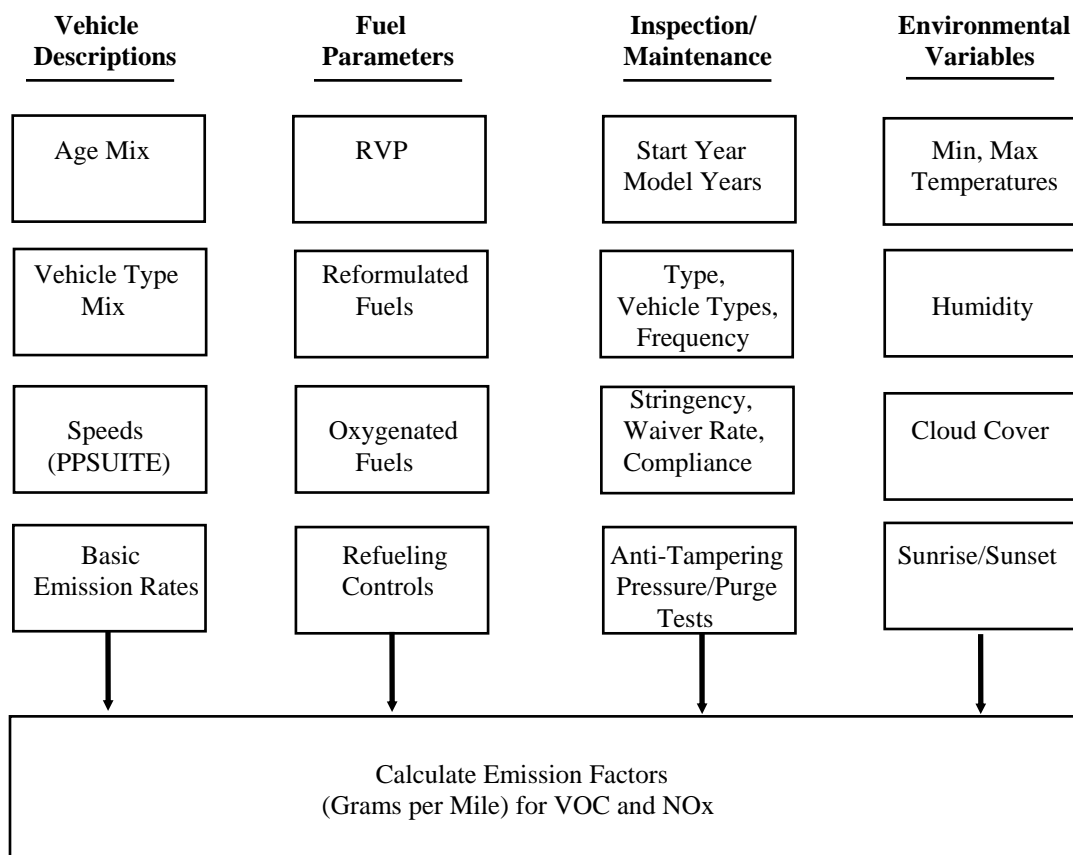 Vehicle
Descriptions
Fuel
Parameters
Inspection/
Maintenance
Environmental
Variables
Age Mix
RVP
Start Year
Model Years
Min, Max
Temperatures
Vehicle Type
Mix
Reformulated
Fuels
Type,
Vehicle Types,
Frequency
Humidity
Speeds
(PPSUITE)
Oxygenated
Fuels
Stringency,
Waiver Rate,
Compliance
Cloud Cover
Basic
Emission Rates
Refueling
Controls
Anti-Tampering
Pressure/Purge
Tests
Sunrise/Sunset
Calculate Emission Factors
(Grams per Mile) for VOC and NOx